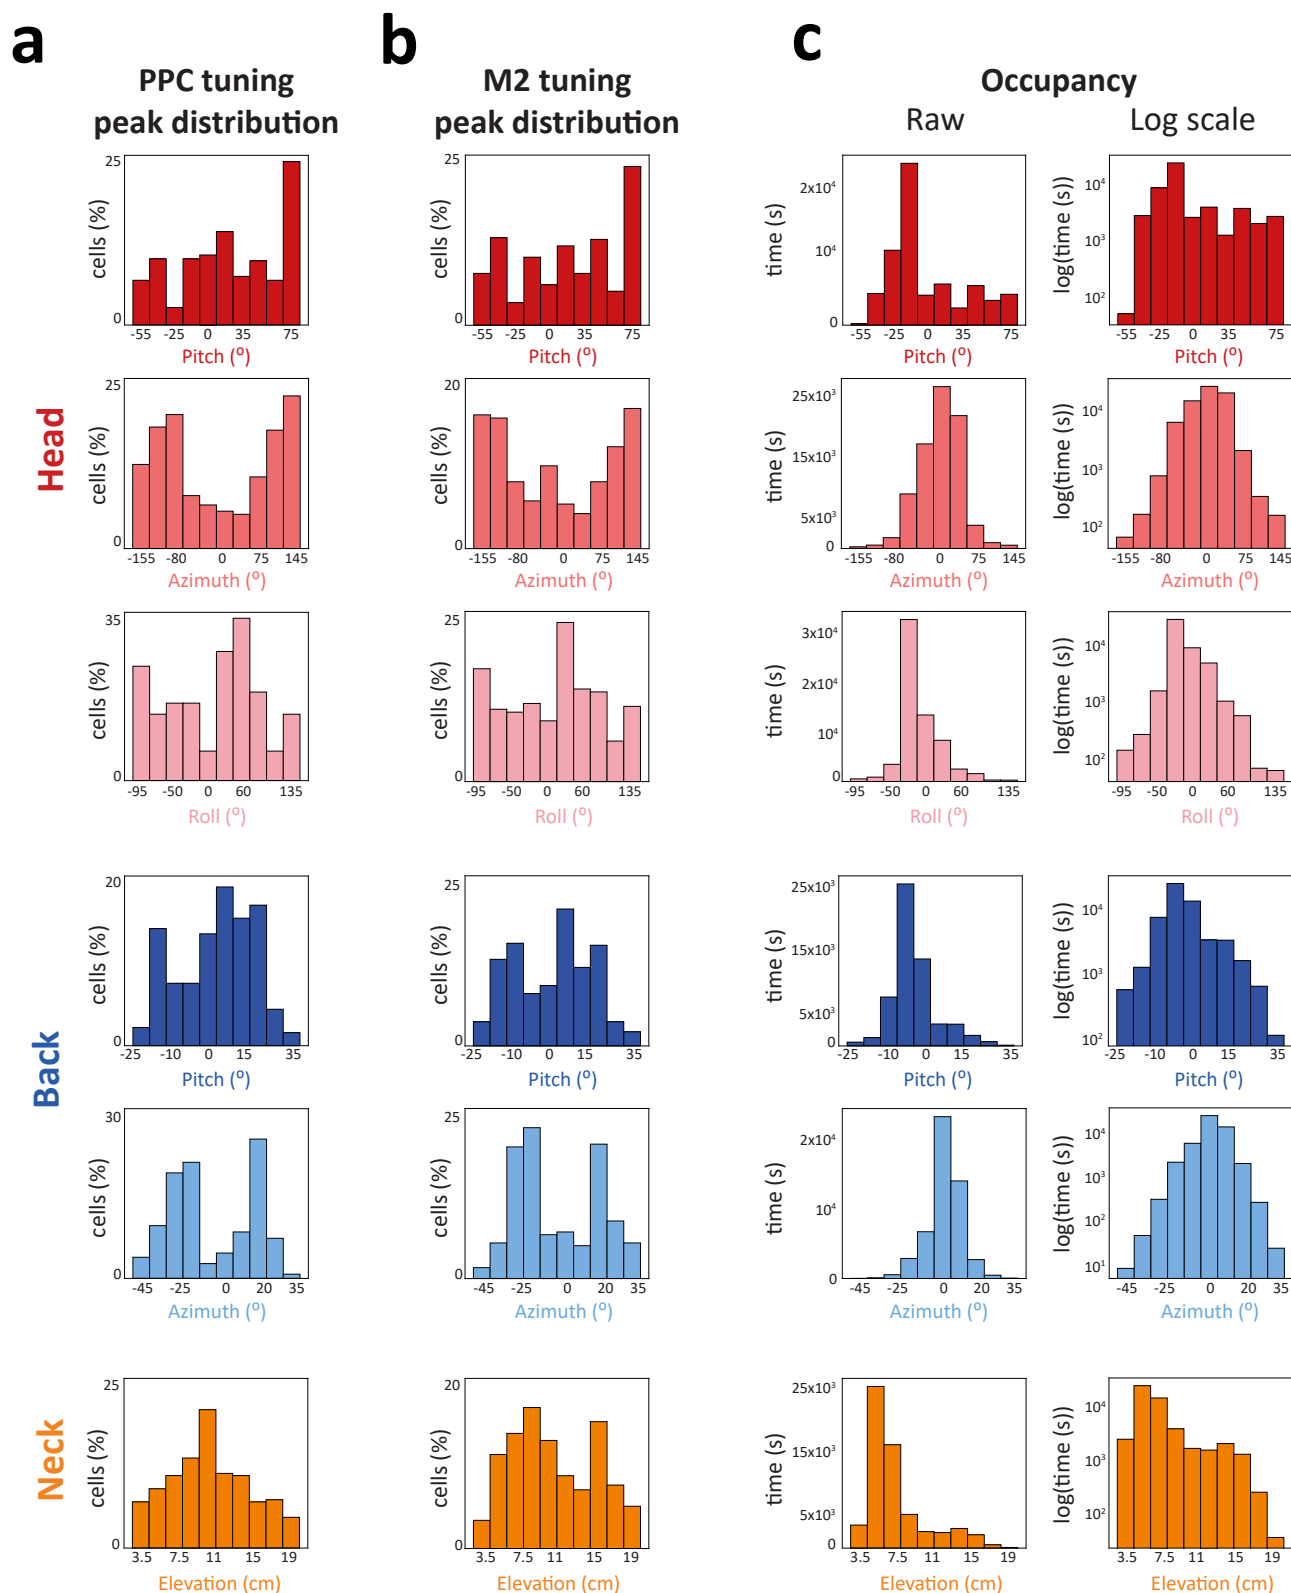 a
b
c
PPC tuning
peak distribution
M2 tuning
peak distribution
Occupancy
Raw
Log scale
Head
25
cells (%)
0
-55 -25 0 35 75
Pitch (º)
25
cells (%)
0
-55 -25 0 35 75
Pitch (º)
2x10⁴
10⁴
0
time (s)
-55 -25 0 35 75
Pitch (º)
10⁴
10³
10²
log(time (s))
-55 -25 0 35 75
Pitch (º)
25
cells (%)
0
-155 -80 0 75 145
Azimuth (º)
20
cells (%)
0
-155 -80 0 75 145
Azimuth (º)
25x10³
15x10³
5x10³
0
time (s)
-80 0 75 145
Azimuth (º)
10⁴
10³
10²
log(time (s))
-155 -80 0 75 145
Azimuth (º)
35
cells (%)
0
-95 -50 0 60 135
Roll (º)
25
cells (%)
0
-95 -50 0 60 135
Roll (º)
3x10⁴
2x10⁴
10⁴
0
time (s)
-95 -50 0 60 135
Roll (º)
10⁴
10³
10²
log(time (s))
-95 -50 0 60 135
Roll (º)
Back
20
cells (%)
0
-25 -10 0 15 35
Pitch (º)
25
cells (%)
0
-25 -10 0 15 35
Pitch (º)
25x10³
15x10³
5x10³
0
time (s)
-25 -10 0 15 35
Pitch (º)
10⁴
10³
10²
log(time (s))
-25 -10 0 15 35
Pitch (º)
30
cells (%)
0
-45 -25 0 20 35
Azimuth (º)
25
cells (%)
0
-45 -25 0 20 35
Azimuth (º)
2x10⁴
10⁴
0
time (s)
-45 -25 0 20 35
Azimuth (º)
10⁴
10³
10²
10¹
log(time (s))
-45 -25 0 20 35
Azimuth (º)
Neck
25
cells (%)
0
3.5 7.5 11 15 19
Elevation (cm)
20
cells (%)
0
3.5 7.5 11 15 19
Elevation (cm)
25x10³
15x10³
5x10³
0
time (s)
3.5 7.5 11 15 19
Elevation (cm)
10⁴
10³
10²
log(time (s))
3.5 7.5 11 15 19
Elevation (cm)